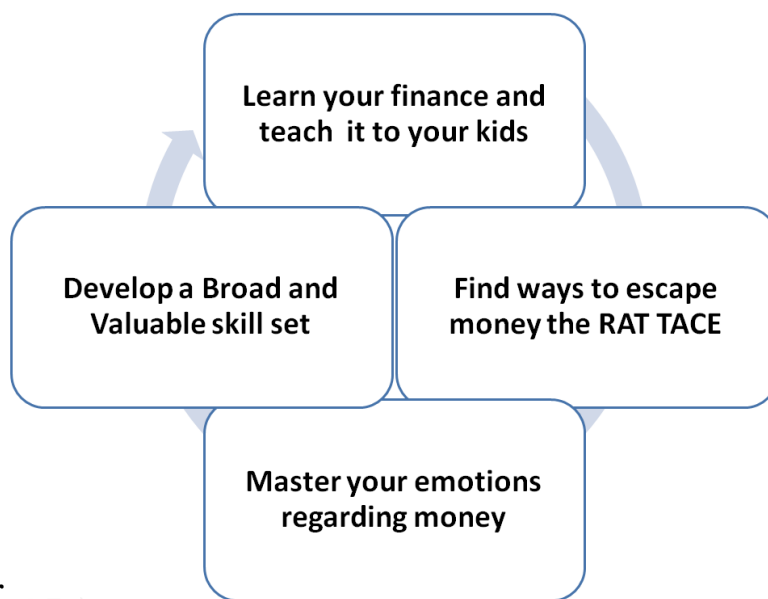 Learn your finance and
teach it to your kids
Find ways to escape
money the RAT TACE
Master your emotions
regarding money
Develop a Broad and
Valuable skill set